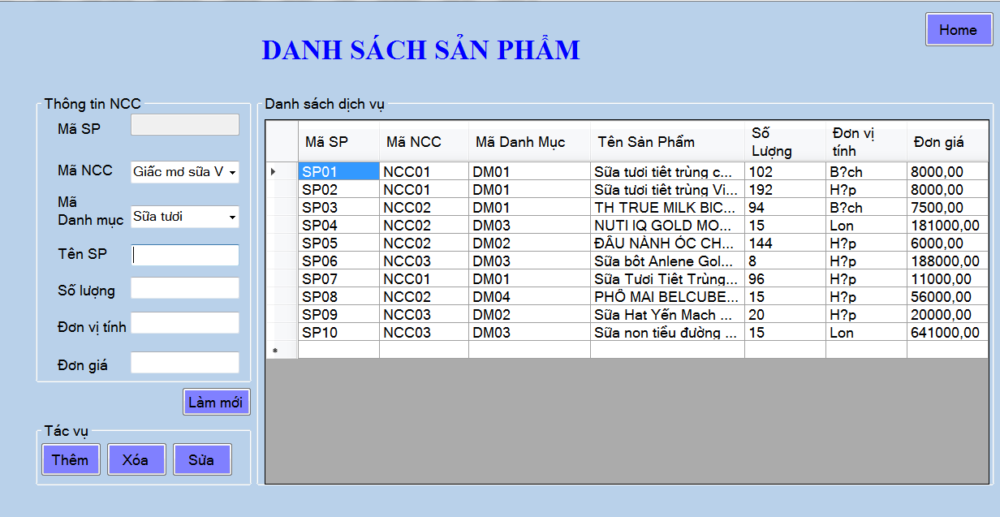 Home
DANH SÁCH SẢN PHẨM
Thông tin NCC
Mã SP
Mã NCC Giấc mơ sữa V
Mã
Danh mục Sữa tươi
Tên SP
Số lượng
Đơn vị tính
Đơn giá
Làm mới
Tác vụ
Thêm Xóa Sửa
Danh sách dịch vụ
Mã SP Mã NCC Mã Danh Mục Tên Sản Phẩm Số Lượng Đơn vị tính Đơn giá
SP01 NCC01 DM01 Sữa tươi tiêt trùng c... 102 B?ch 8000,00
SP02 NCC01 DM01 Sữa tươi tiêt trùng Vi... 192 H?p 8000,00
SP03 NCC02 DM01 TH TRUE MILK BIC... 94 B?ch 7500,00
SP04 NCC02 DM03 NUTI IQ GOLD MO... 15 Lon 181000,00
SP05 NCC02 DM02 ĐÂU NÀNH ÓC CH... 144 H?p 6000,00
SP06 NCC03 DM03 Sữa bôt Anlene Gol... 8 H?p 188000,00
SP07 NCC01 DM01 Sữa Tươi Tiêt Trùng... 96 H?p 11000,00
SP08 NCC02 DM04 PHÔ MAI BELCUBE... 15 H?p 56000,00
SP09 NCC03 DM02 Sữa Hat Yến Mach ... 20 H?p 20000,00
SP10 NCC03 DM03 Sữa non tiểu đường ... 15 Lon 641000,00